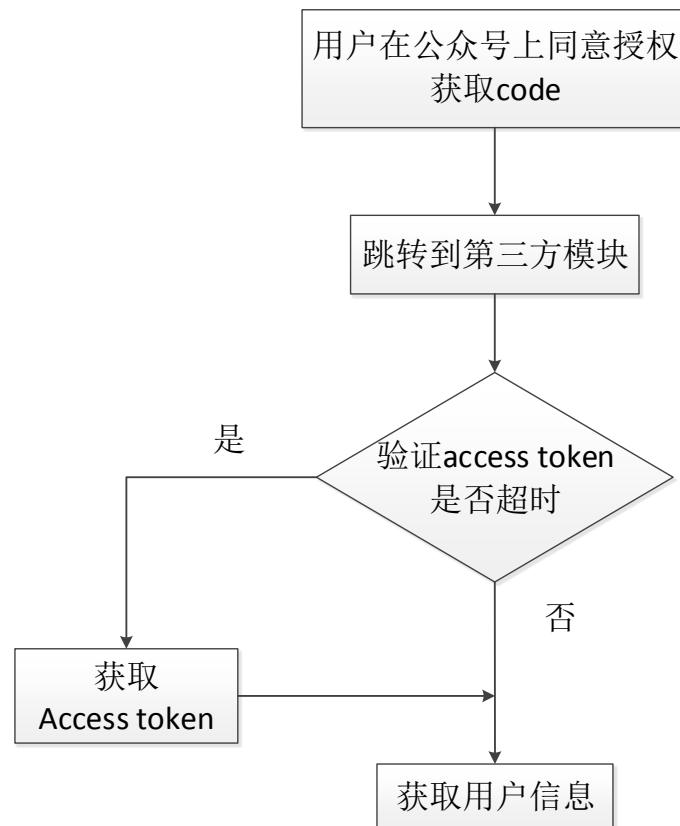 用户在公众号上同意授权
获取code
跳转到第三方模块
是
验证access token
是否超时
否
获取
Access token
获取用户信息